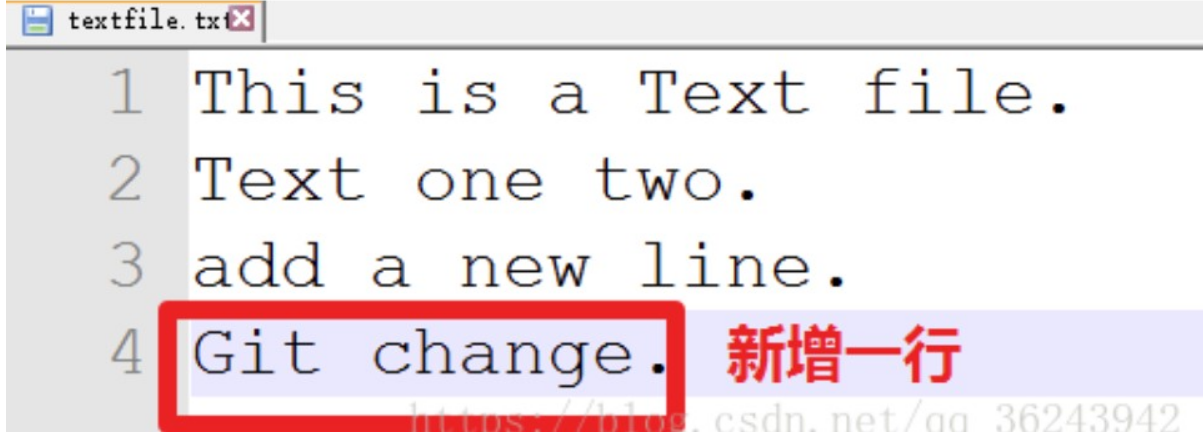 textfile.txt
1 This is a Text file.
2 Text one two.
3 add a new line.
4 Git change. 新增一行
https://blog.csdn.net/qq_36243942